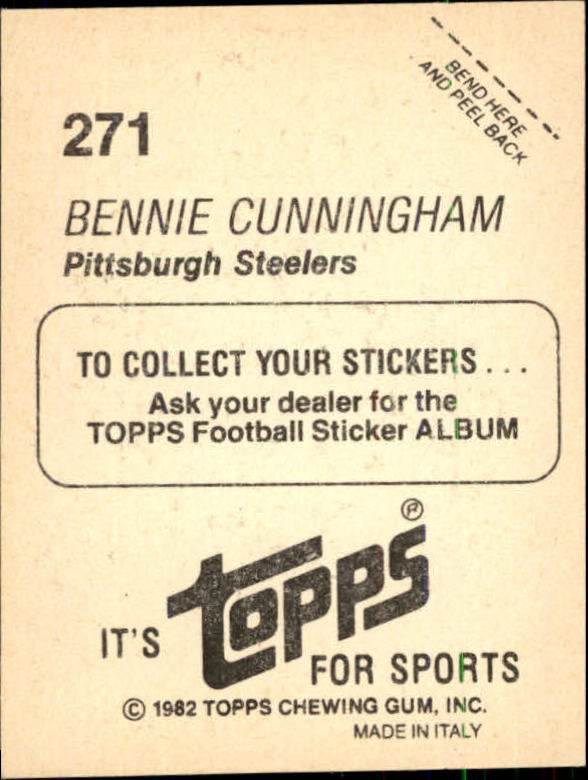 BEND HERE
AND PEEL BACK
271
BENNIE CUNNINGHAM
Pittsburgh Steelers
TO COLLECT YOUR STICKERS...
Ask your dealer for the
TOPPS Football Sticker ALBUM
IT'S topps®
FOR SPORTS
© 1982 TOPPS CHEWING GUM, INC.
MADE IN ITALY